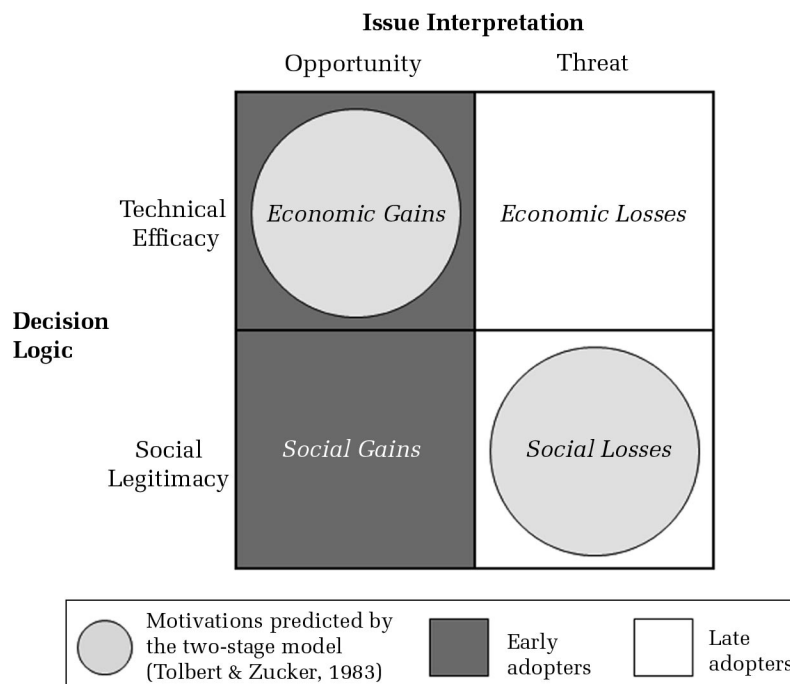 Issue Interpretation
Opportunity
Threat
Technical
Efficacy
Economic Gains
Economic Losses
Decision
Logic
Social
Legitimacy
Social Gains
Social Losses
Motivations predicted by
the two-stage model
(Tolbert & Zucker, 1983)
Early
adopters
Late
adopters